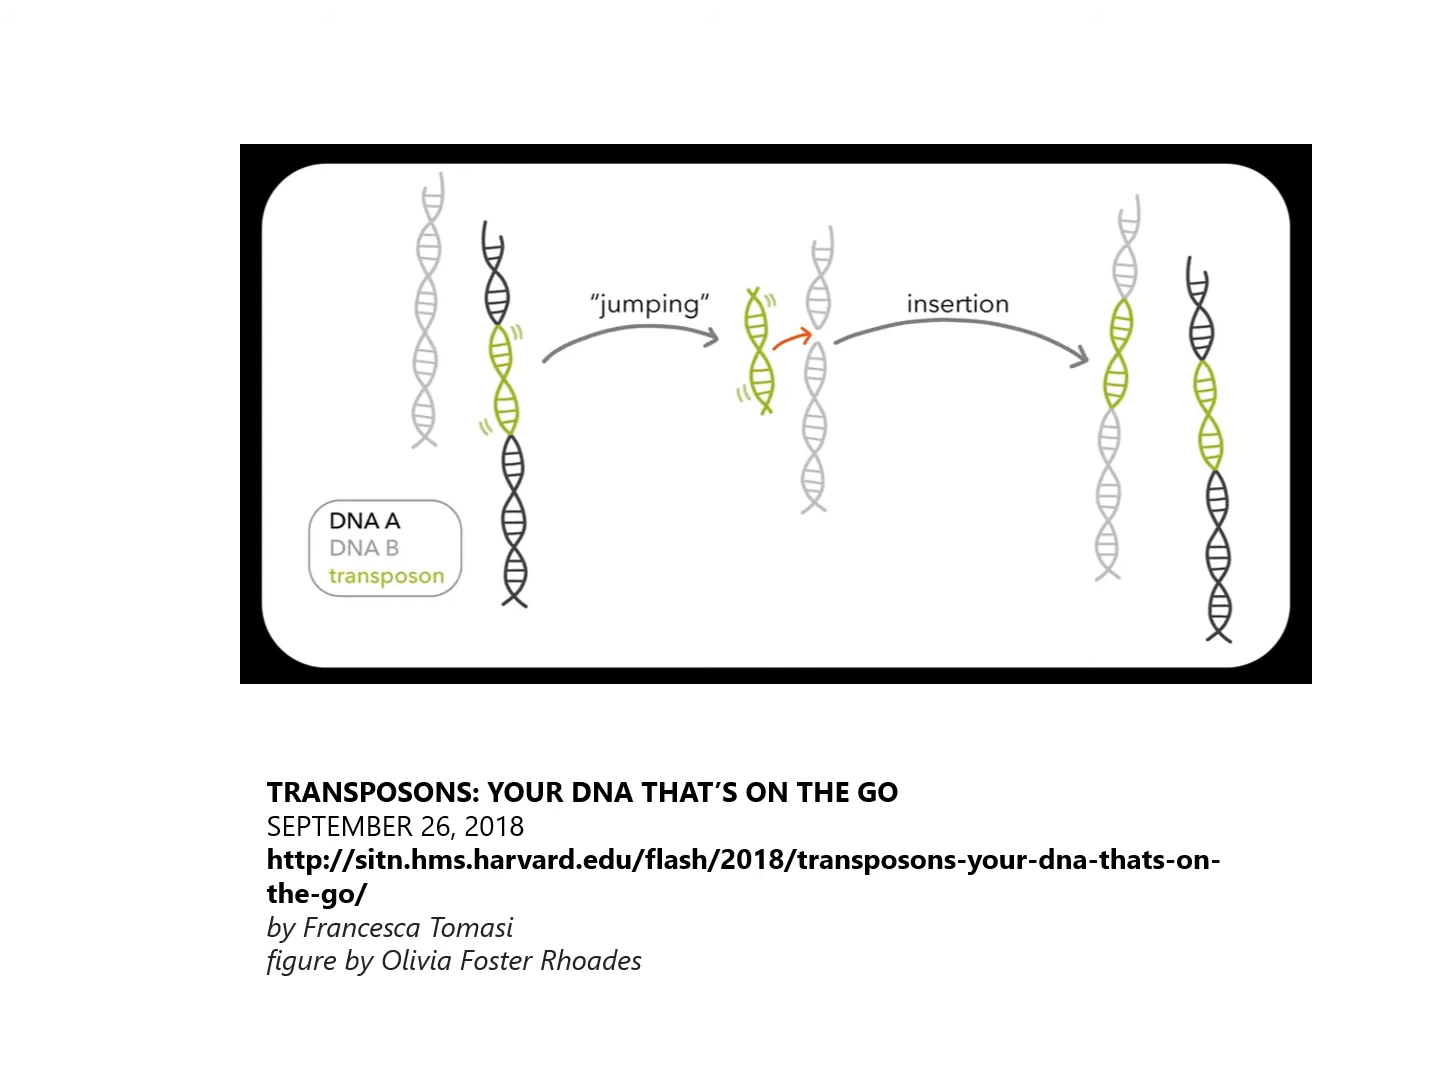 “jumping“
insertion
DNA A
DNA B
transposon
TRANSPOSONS: YOUR DNA THAT’S ON THE GO
SEPTEMBER 26, 2018
http://sitn.hms.harvard.edu/flash/2018/transposons-your-dna-thats-on-
the-go/
by Francesca Tomasi
figure by Olivia Foster Rhoades